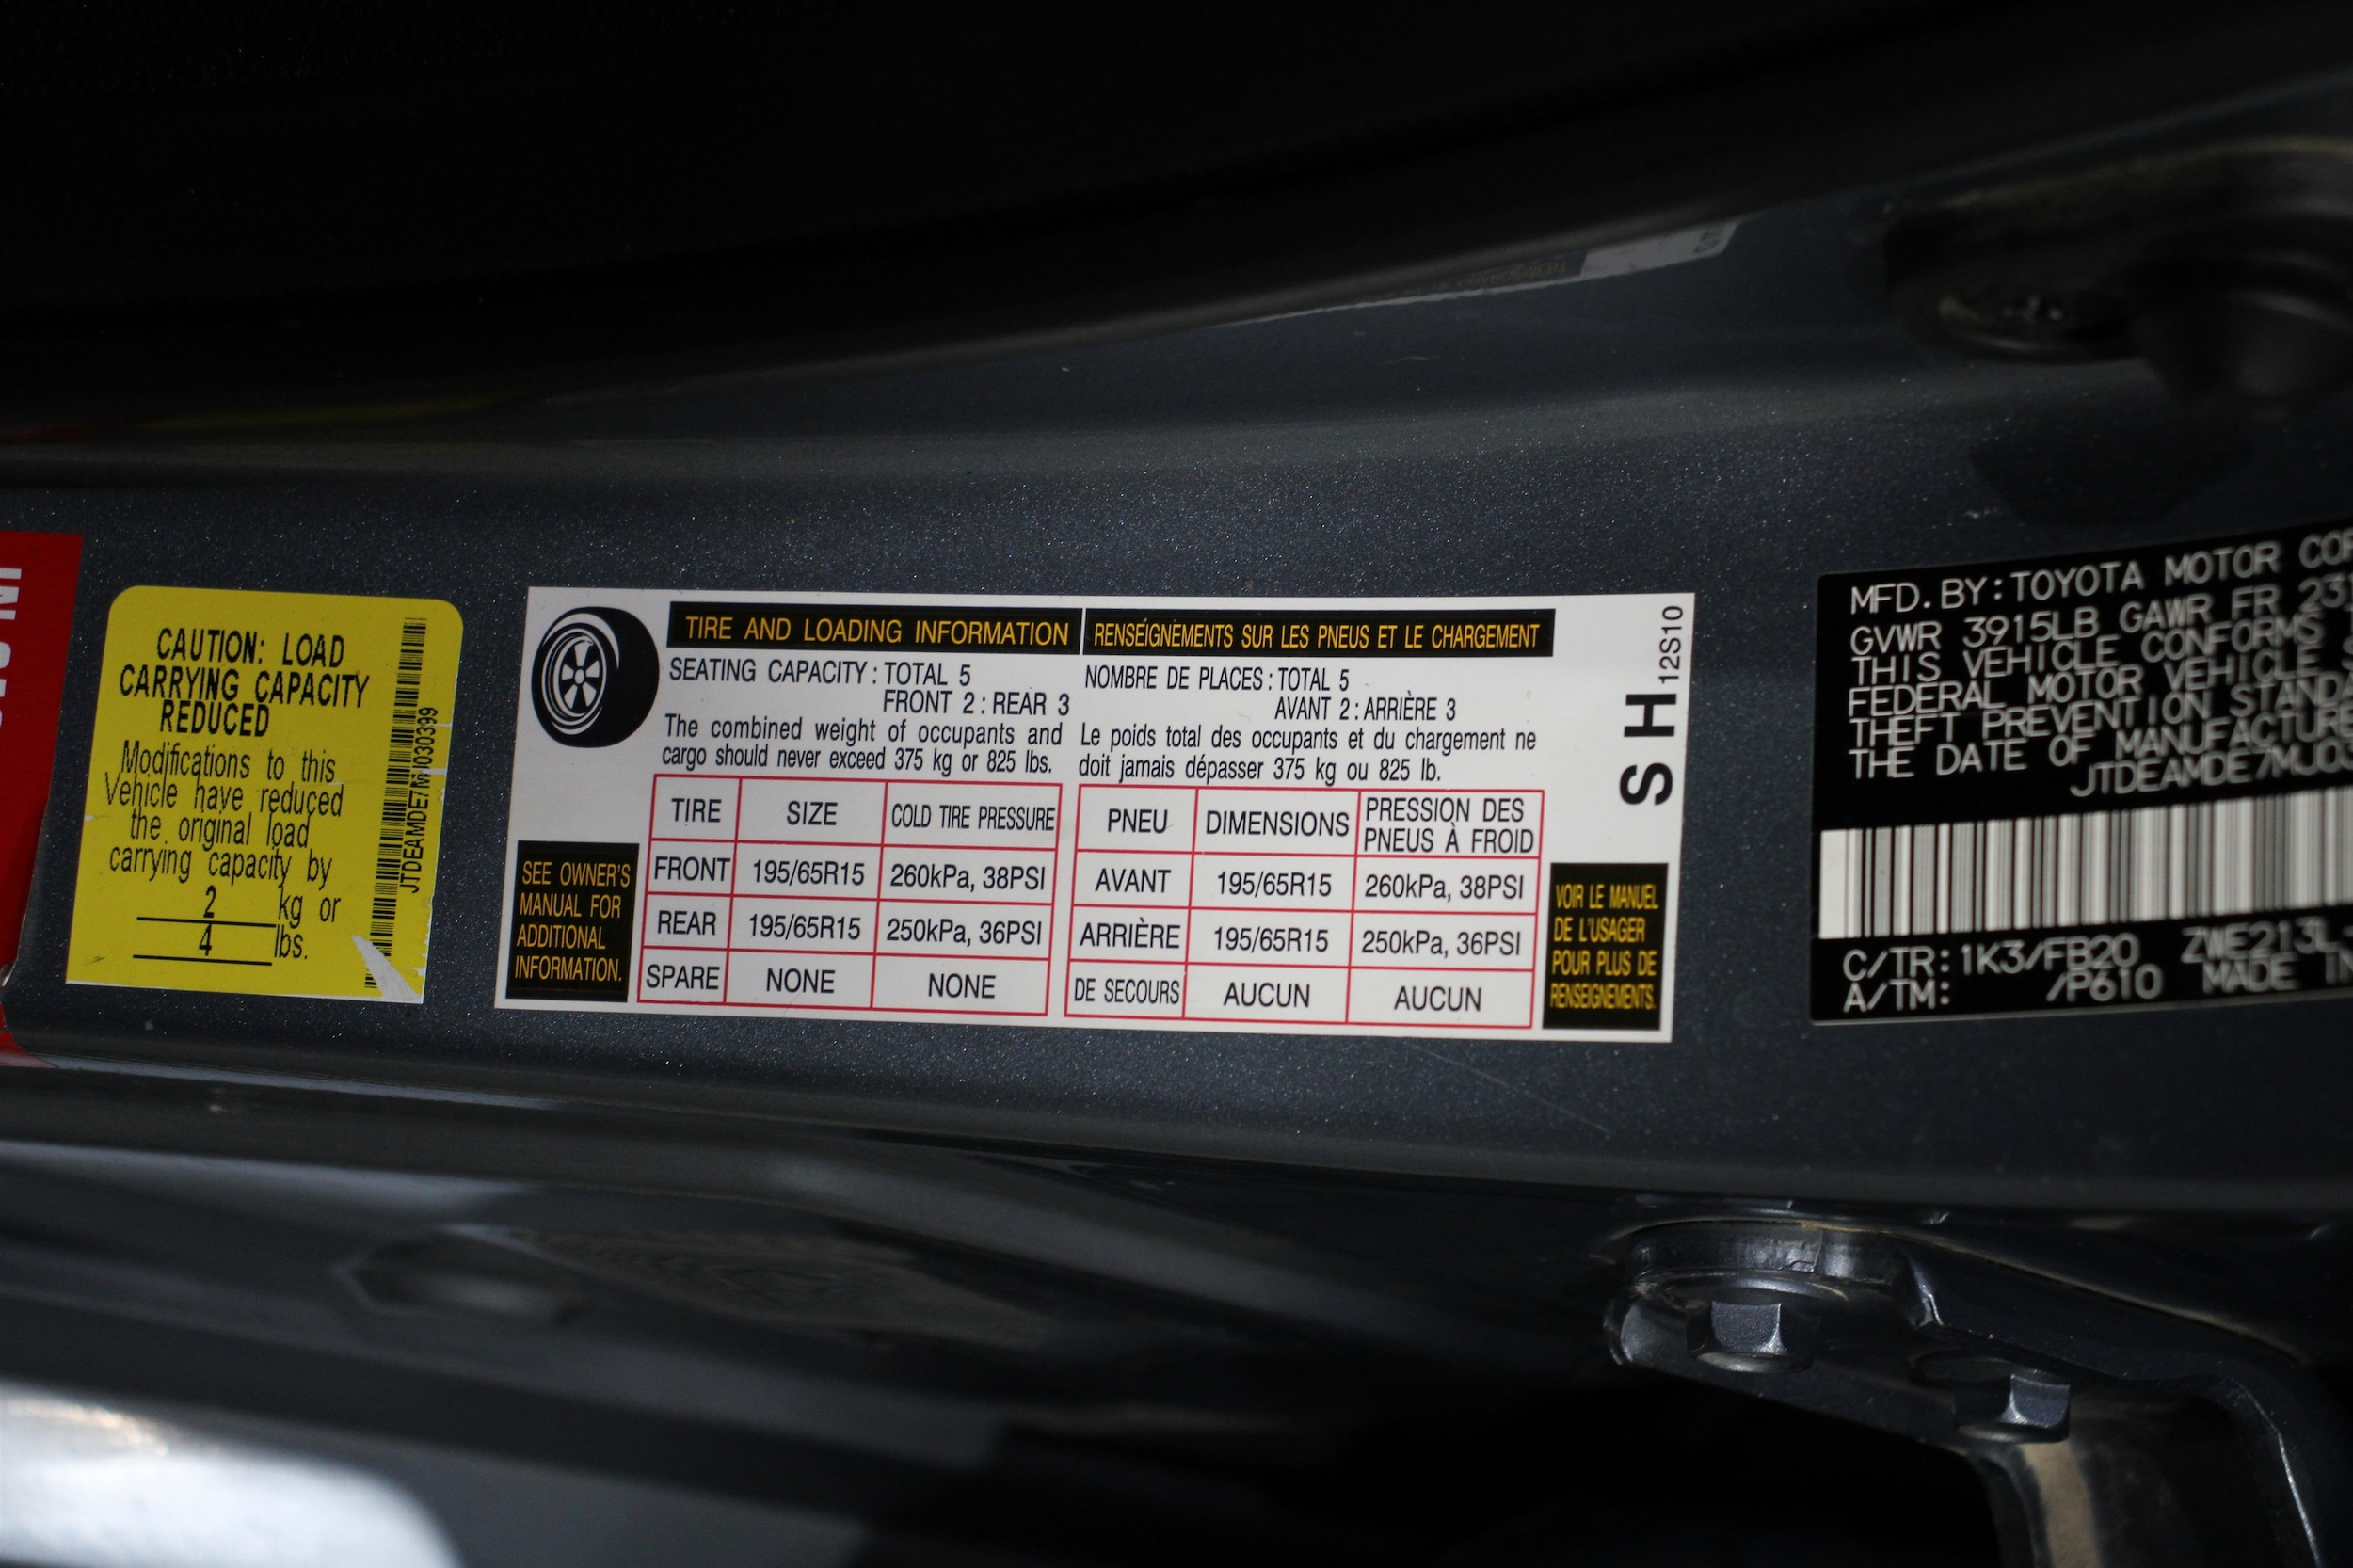 CAUTION: LOAD
CARRYING CAPACITY
REDUCED
Modifications to this
Vehicle have reduced
the original load
carrying capacity by
2 kg or
4 lbs.
JTDEAMDE7MJ030399
TIRE AND LOADING INFORMATION
SEATING CAPACITY : TOTAL 5
FRONT 2 : REAR 3
The combined weight of occupants and
cargo should never exceed 375 kg or 825 lbs.
TIRE SIZE COLD TIRE PRESSURE
FRONT 195/65R15 260kPa, 38PSI
REAR 195/65R15 250kPa, 36PSI
SPARE NONE NONE
SEE OWNER'S
MANUAL FOR
ADDITIONAL
INFORMATION.
RENSEIGNEMENTS SUR LES PNEUS ET LE CHARGEMENT
NOMBRE DE PLACES : TOTAL 5
AVANT 2 : ARRIÈRE 3
Le poids total des occupants et du chargement ne
doit jamais dépasser 375 kg ou 825 lb.
PNEU DIMENSIONS PRESSION DES
PNEUS À FROID
AVANT 195/65R15 260kPa, 38PSI
ARRIÈRE 195/65R15 250kPa, 36PSI
DE SECOURS AUCUN AUCUN
VOIR LE MANUEL
DE L'USAGER
POUR PLUS DE
RENSEIGNEMENTS.
SH 12S10
MFD. BY: TOYOTA MOTOR
GVWR 3915LB GAWR FR
THIS VEHICLE CONFORMS
FEDERAL MOTOR VEHICLE
THEFT PREVENTION
THE DATE OF
C/TR: 1K3/FB20 ZWE213L
A/TM: /P610 MADE